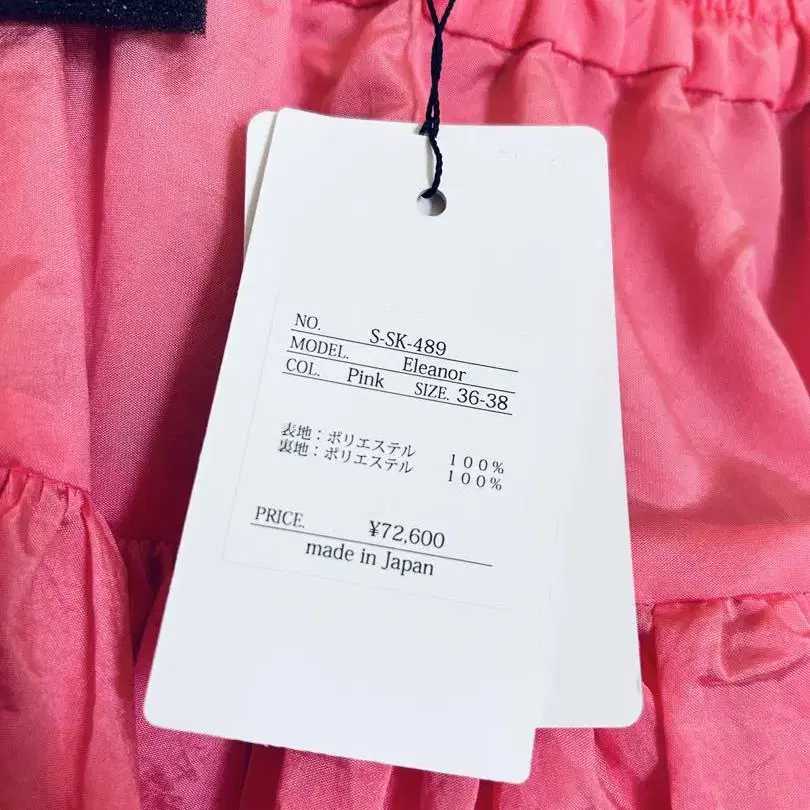 NO. S-SK-489
MODEL. Eleanor
COL. Pink SIZE. 36-38
表地：ポリエステル １００％
裏地：ポリエステル １００％
PRICE. ¥72,600
made in Japan